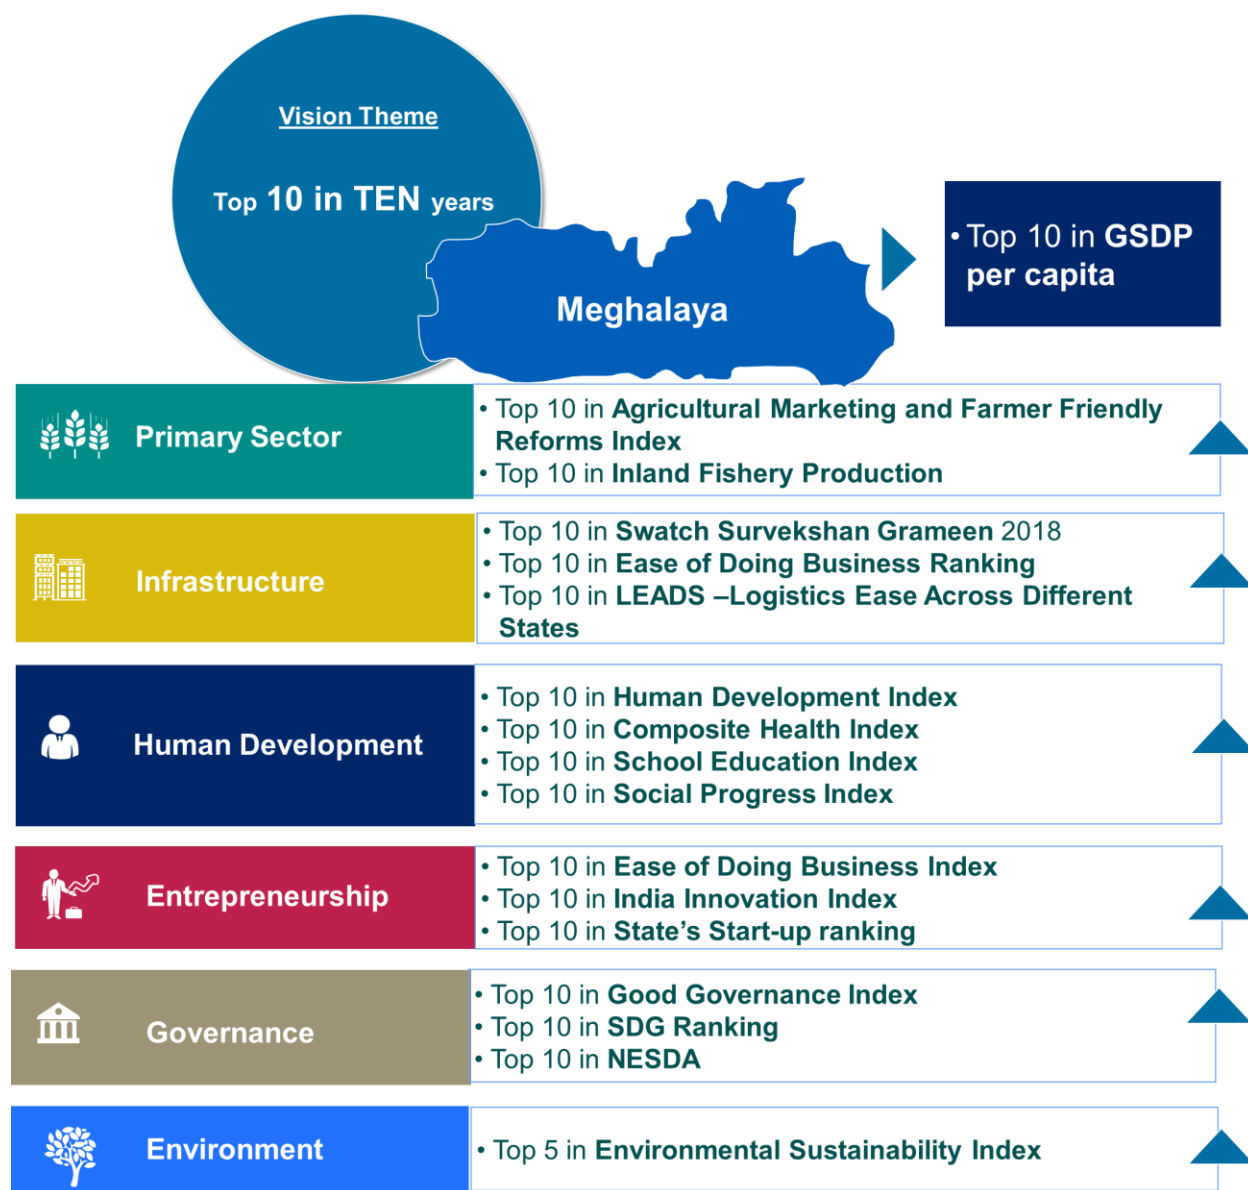 Vision Theme
Top 10 in TEN years
Meghalaya
• Top 10 in GSDP
per capita
Primary Sector
• Top 10 in Agricultural Marketing and Farmer Friendly
Reforms Index
• Top 10 in Inland Fishery Production
Infrastructure
• Top 10 in Swatch Survekshan Grameen 2018
• Top 10 in Ease of Doing Business Ranking
• Top 10 in LEADS –Logistics Ease Across Different
States
Human Development
• Top 10 in Human Development Index
• Top 10 in Composite Health Index
• Top 10 in School Education Index
• Top 10 in Social Progress Index
Entrepreneurship
• Top 10 in Ease of Doing Business Index
• Top 10 in India Innovation Index
• Top 10 in State’s Start-up ranking
Governance
• Top 10 in Good Governance Index
• Top 10 in SDG Ranking
• Top 10 in NESDA
Environment
• Top 5 in Environmental Sustainability Index